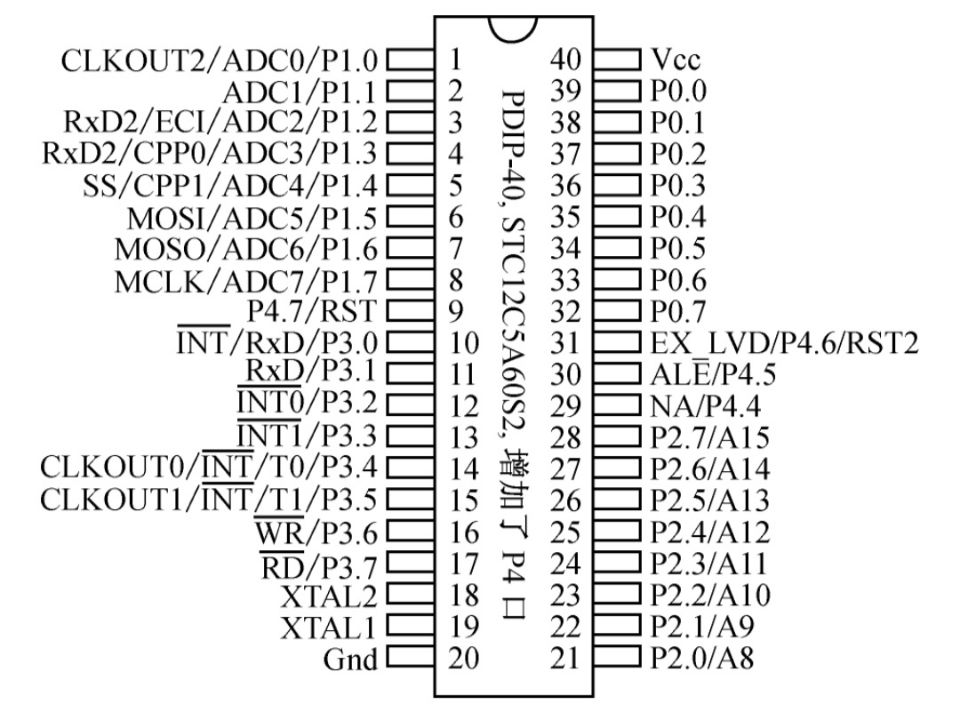 CLKOUT2/ADC0/P1.0 1 40 Vcc
ADC1/P1.1 2 39 P0.0
RxD2/ECI/ADC2/P1.2 3 38 P0.1
RxD2/CPP0/ADC3/P1.3 4 37 P0.2
SS/CPP1/ADC4/P1.4 5 36 P0.3
MOSI/ADC5/P1.5 6 35 P0.4
MOSO/ADC6/P1.6 7 34 P0.5
MCLK/ADC7/P1.7 8 33 P0.6
P4.7/RST 9 32 P0.7
INT/RxD/P3.0 10 31 EX_LVD/P4.6/RST2
RxD/P3.1 11 30 ALE/P4.5
INT0/P3.2 12 29 NA/P4.4
INT1/P3.3 13 28 P2.7/A15
CLKOUT0/INT/T0/P3.4 14 27 P2.6/A14
CLKOUT1/INT/T1/P3.5 15 26 P2.5/A13
WR/P3.6 16 25 P2.4/A12
RD/P3.7 17 24 P2.3/A11
XTAL2 18 23 P2.2/A10
XTAL1 19 22 P2.1/A9
Gnd 20 21 P2.0/A8
PDIP-40, STC12C5A60S2, 增加了 P4 口